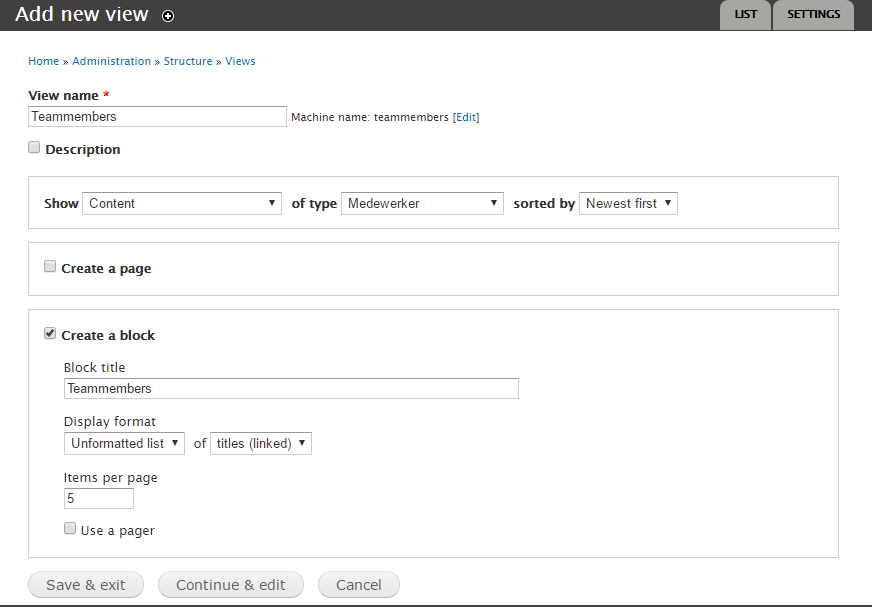 Add new view
LIST SETTINGS
Home » Administration » Structure » Views
View name *
Teammembers Machine name: teammembers [Edit]
Description
Show Content of type Medewerker sorted by Newest first
Create a page
Create a block
Block title
Teammembers
Display format
Unformatted list of titles (linked)
Items per page
5
Use a pager
Save & exit Continue & edit Cancel